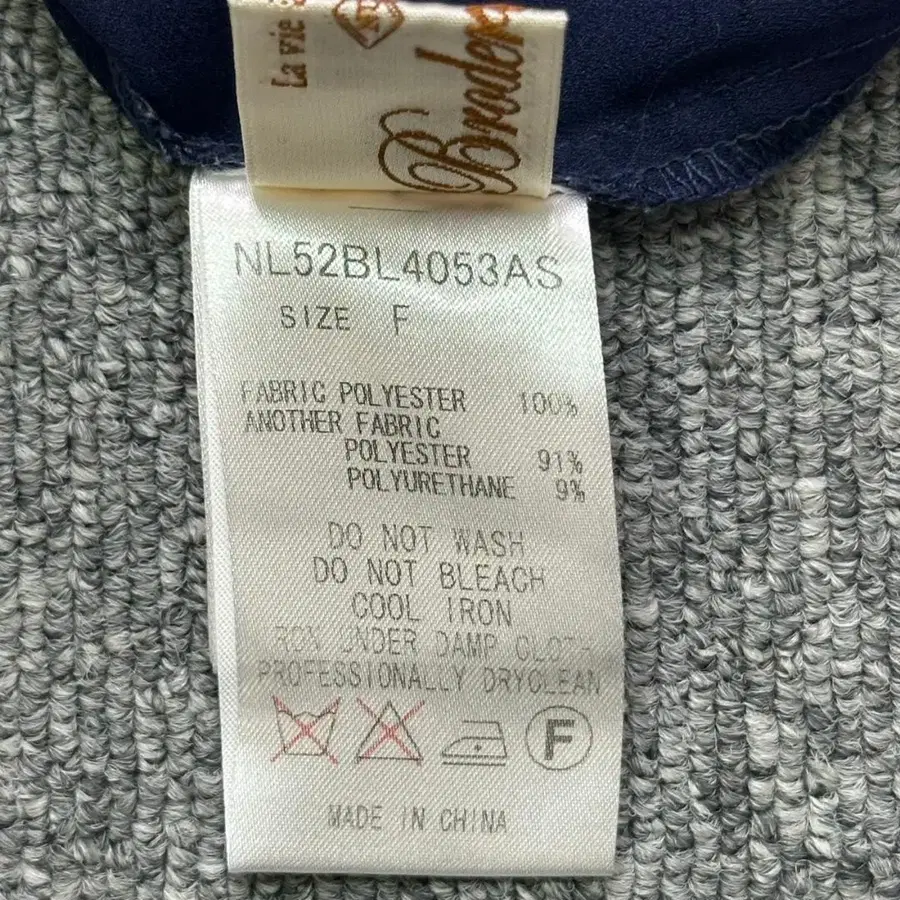 La vie
Broder
NL52BL4053AS
SIZE F
FABRIC POLYESTER 100%
ANOTHER FABRIC
POLYESTER 91%
POLYURETHANE 9%
DO NOT WASH
DO NOT BLEACH
COOL IRON
IRON UNDER DAMP CLOTH
PROFESSIONALLY DRYCLEAN
F
MADE IN CHINA